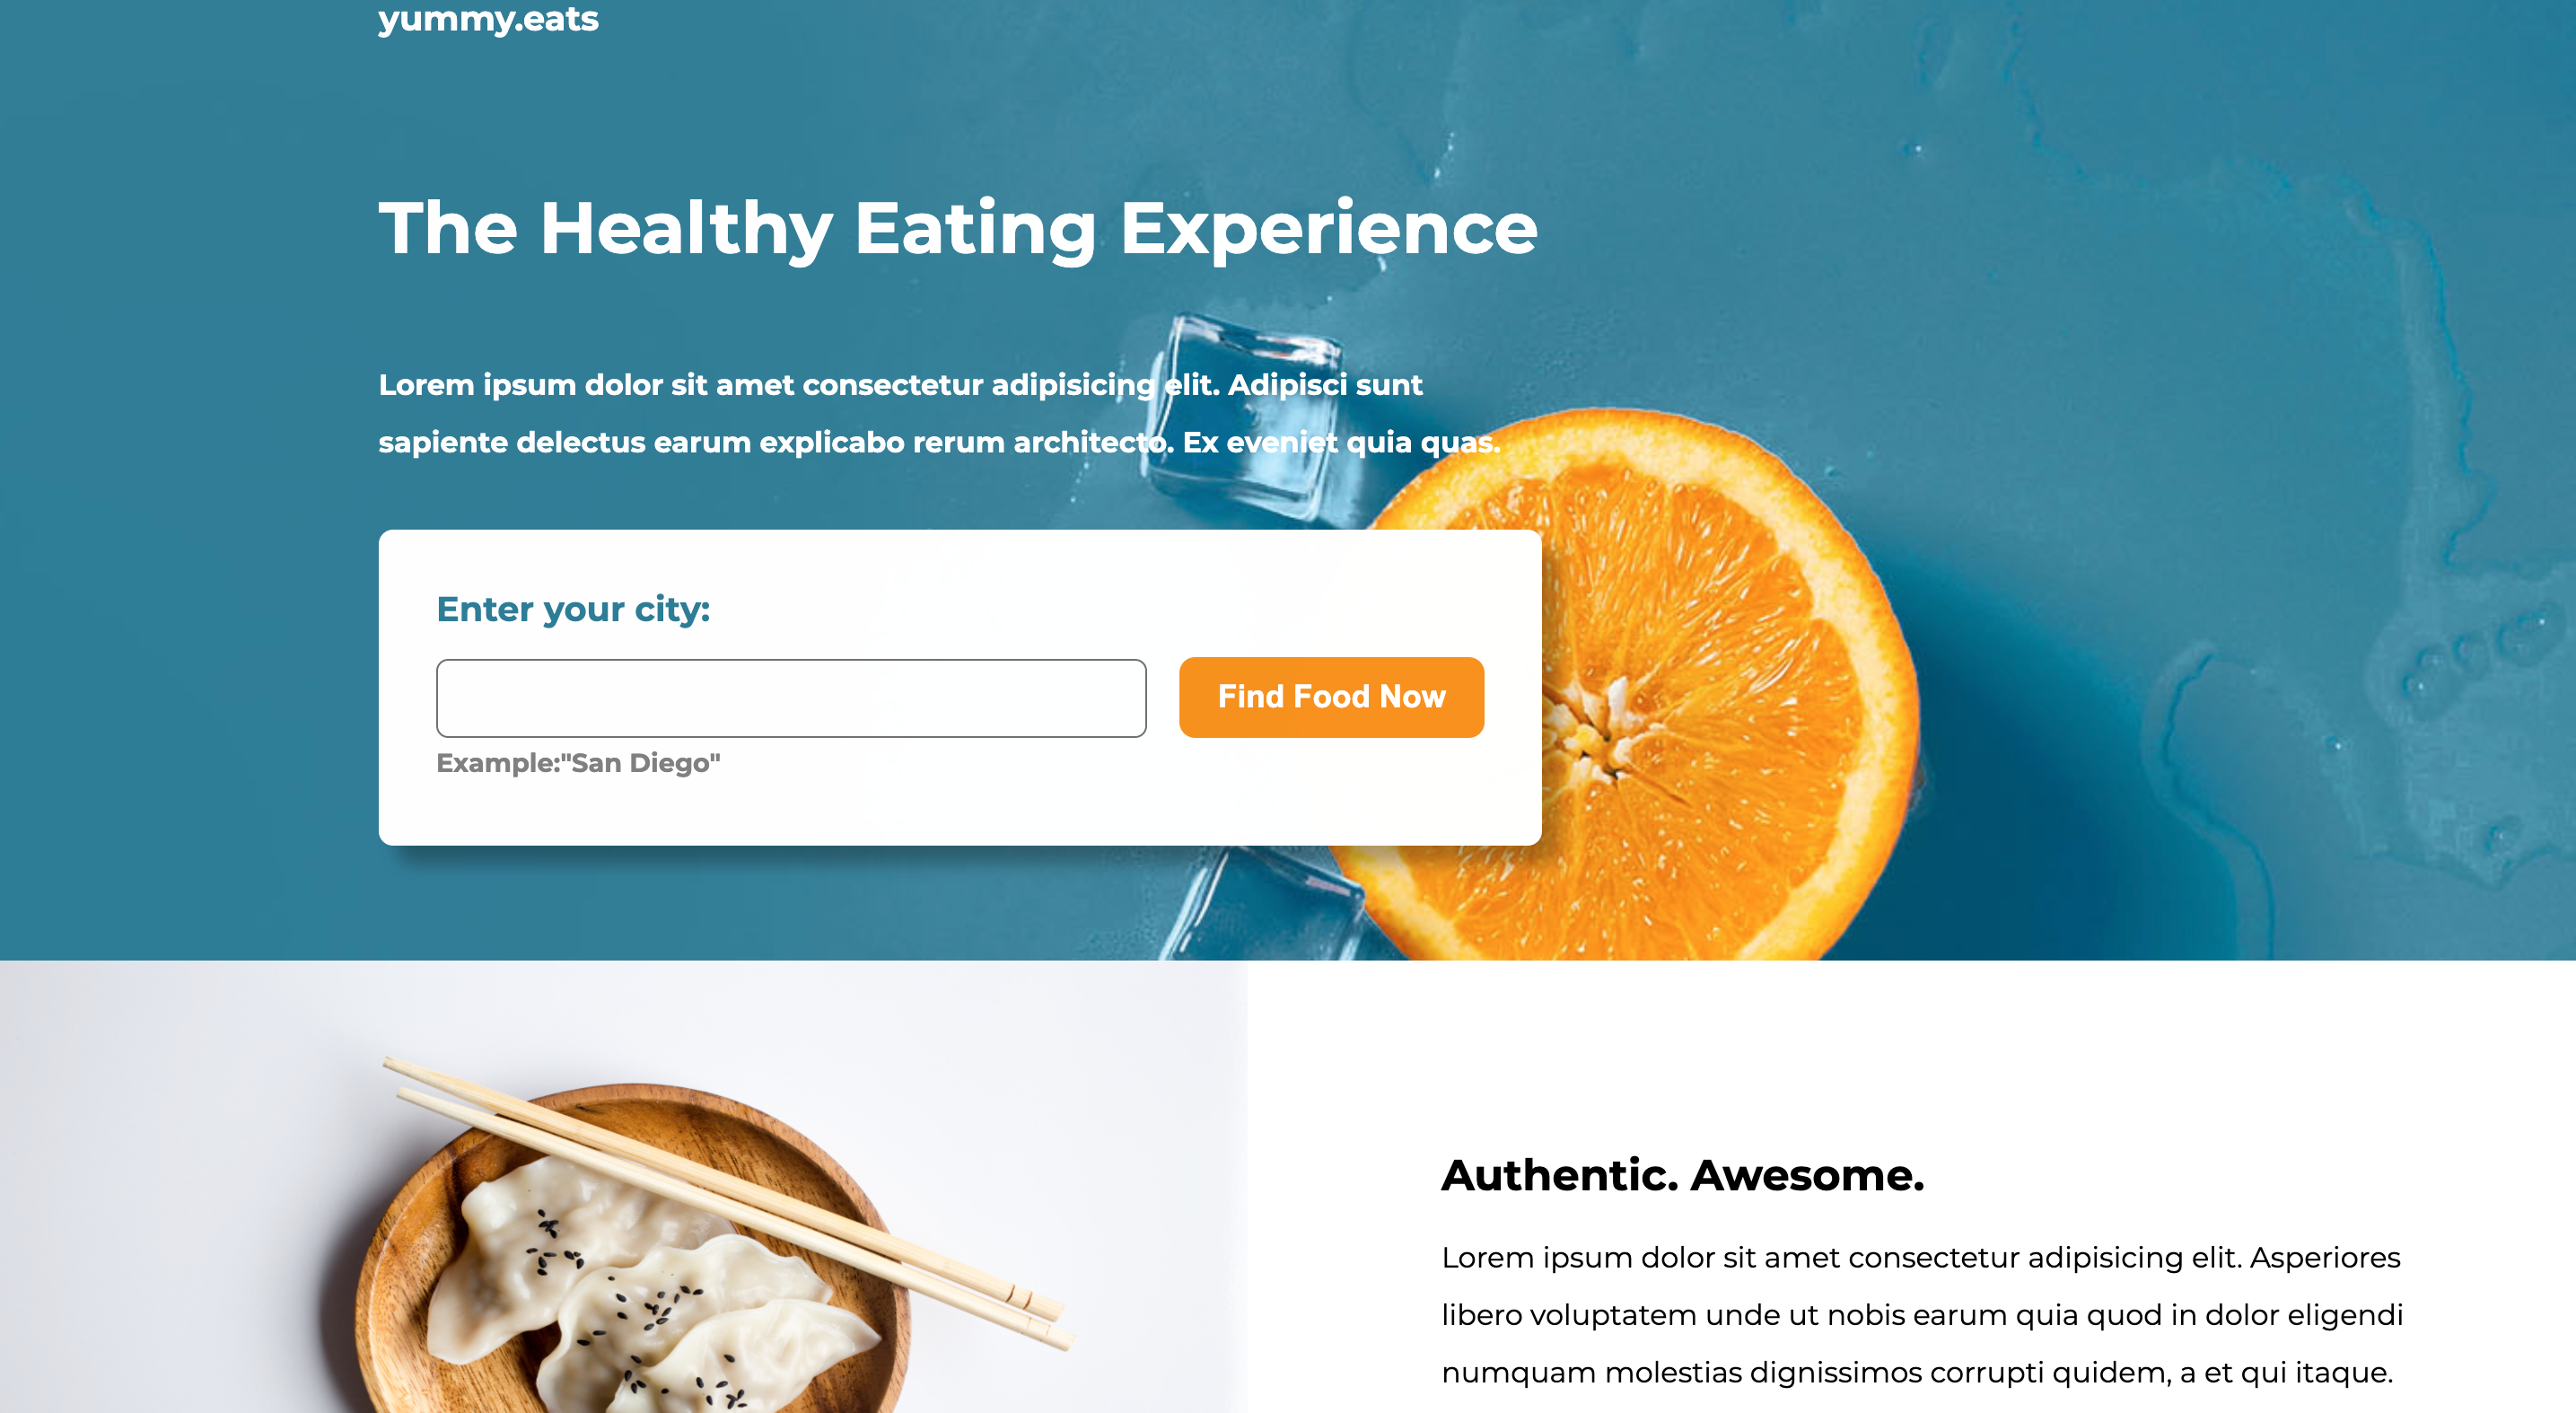 yummy.eats
The Healthy Eating Experience
Lorem ipsum dolor sit amet consectetur adipisicing elit. Adipisci sunt
sapiente delectus earum explicabo rerum architecto. Ex eveniet quia quas.
Enter your city:
Find Food Now
Example:"San Diego"
Authentic. Awesome.
Lorem ipsum dolor sit amet consectetur adipisicing elit. Asperiores
libero voluptatem unde ut nobis earum quia quod in dolor eligendi
numquam molestias dignissimos corrupti quidem, a et qui itaque.